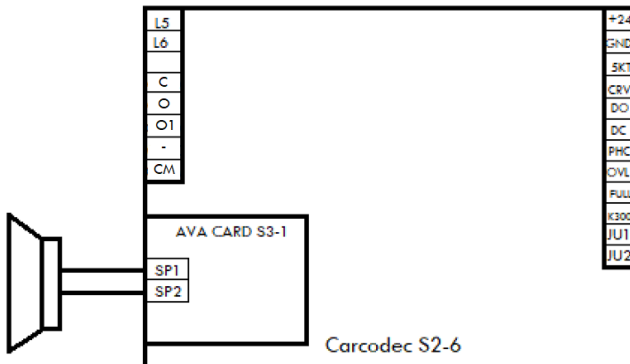 L5
L6
C
O
O1
-
CM
AVA CARD S3-1
SP1
SP2
Carcodec S2-6
+24
GND
5KT
CRV
DO
DC
PHC
OVL
FULL
K300
JU1
JU2